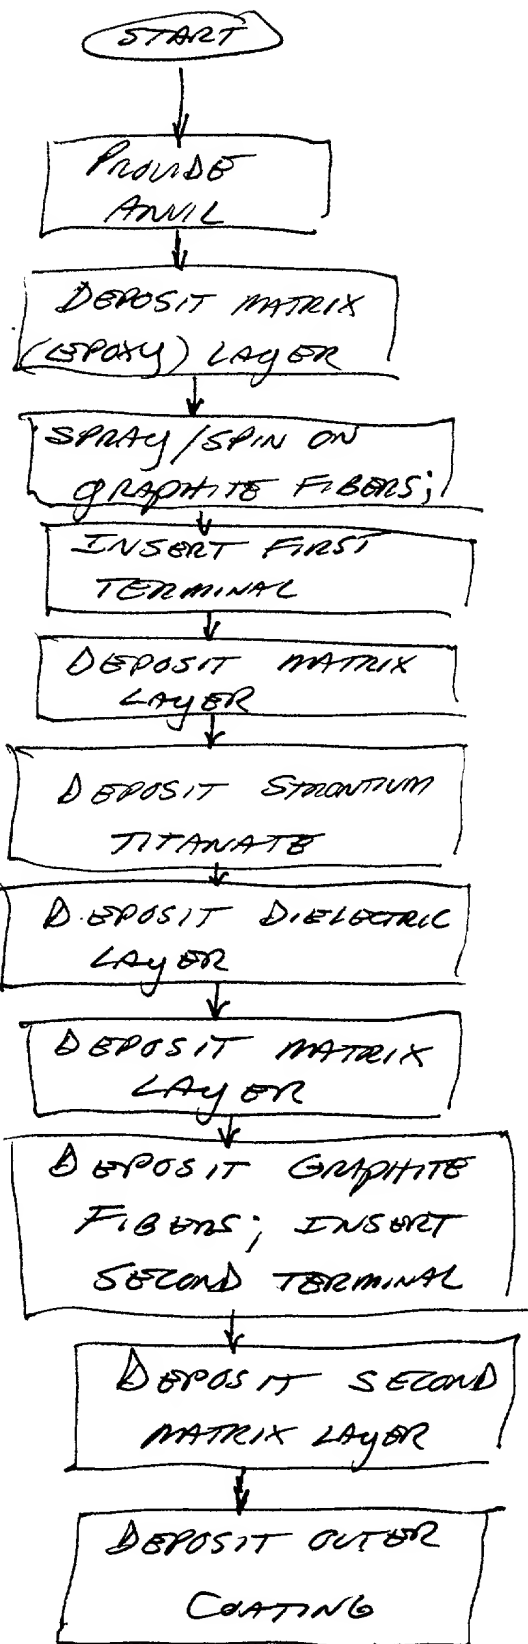 START
PROVIDE
ANVIL
DEPOSIT MATRIX
(EPOXY) LAYER
SPRAY/SPIN ON
GRAPHITE FIBERS;
INSERT FIRST
TERMINAL
DEPOSIT MATRIX
LAYER
DEPOSIT STRONTIUM
TITANATE
DEPOSIT DIELECTRIC
LAYER
DEPOSIT MATRIX
LAYER
DEPOSIT GRAPHITE
FIBERS; INSERT
SECOND TERMINAL
DEPOSIT SECOND
MATRIX LAYER
DEPOSIT OUTER
COATING